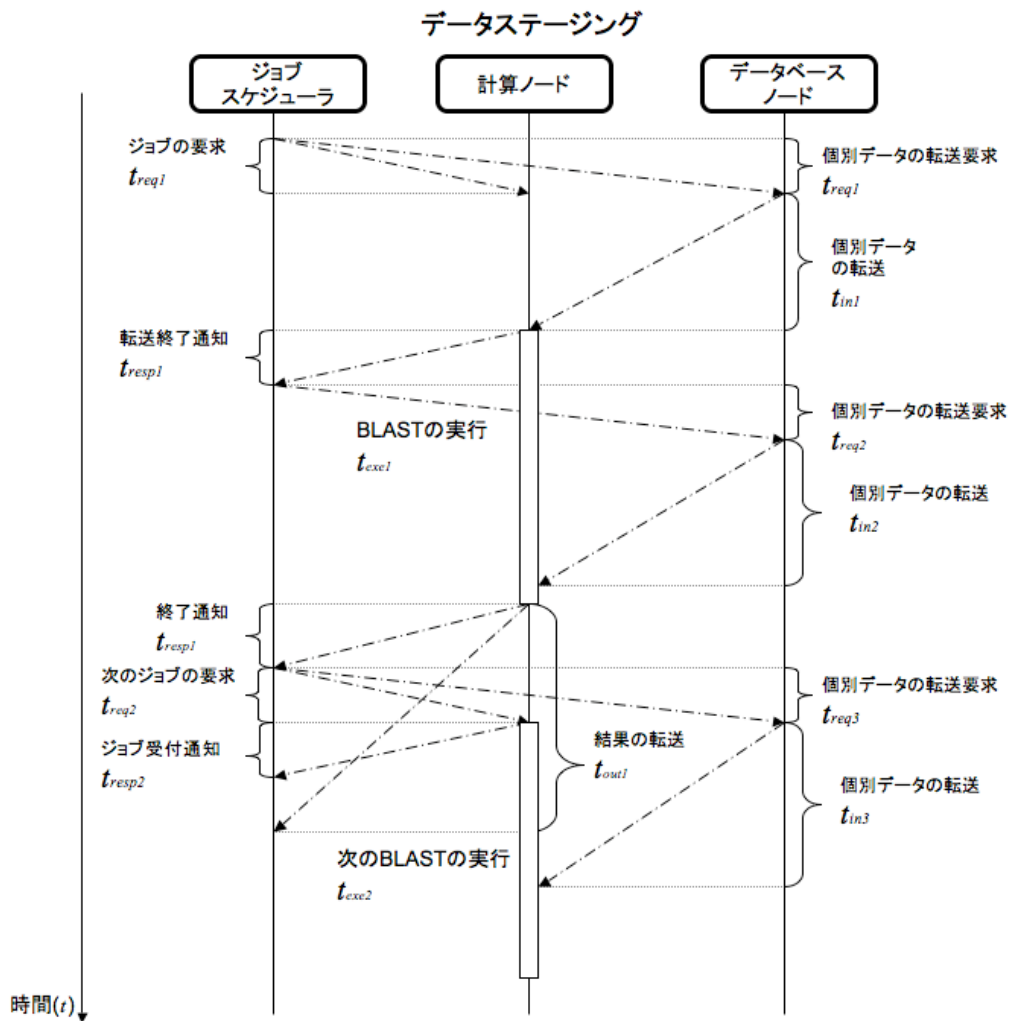 データステージング
ジョブ
スケジューラ
計算ノード
データベース
ノード
ジョブの要求
treq1
個別データの転送要求
treq1
個別データ
の転送
tin1
転送終了通知
tresp1
BLASTの実行
texe1
個別データの転送要求
treq2
個別データの転送
tin2
終了通知
tresp1
次のジョブの要求
treq2
個別データの転送要求
treq3
ジョブ受付通知
tresp2
結果の転送
tout1
個別データの転送
tin3
次のBLASTの実行
texe2
時間(t)